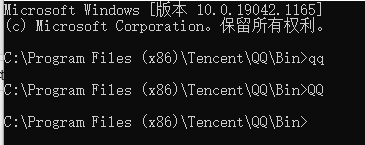 Microsoft Windows [版本 10.0.19042.1165]
(c) Microsoft Corporation。保留所有权利。
C:\Program Files (x86)\Tencent\QQ\Bin>qq
C:\Program Files (x86)\Tencent\QQ\Bin>QQ
C:\Program Files (x86)\Tencent\QQ\Bin>